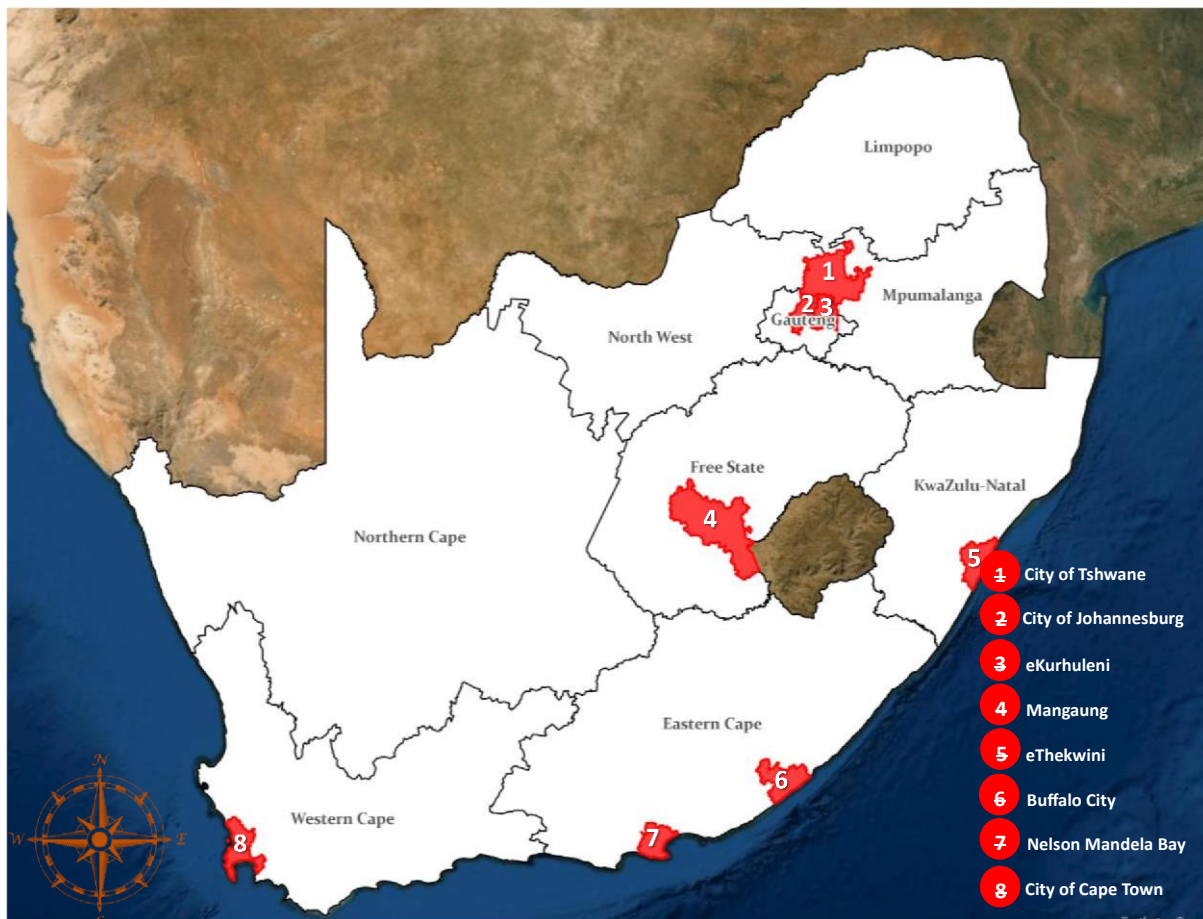 Limpopo
1
Mpumalanga
2
3
Gauteng
North West
Free State
KwaZulu-Natal
4
Northern Cape
5
1 City of Tshwane
2 City of Johannesburg
3 eKurhuleni
4 Mangaung
5 eThekwini
6 Buffalo City
7 Nelson Mandela Bay
8 City of Cape Town
Eastern Cape
6
N
Western Cape
7
W
E
8